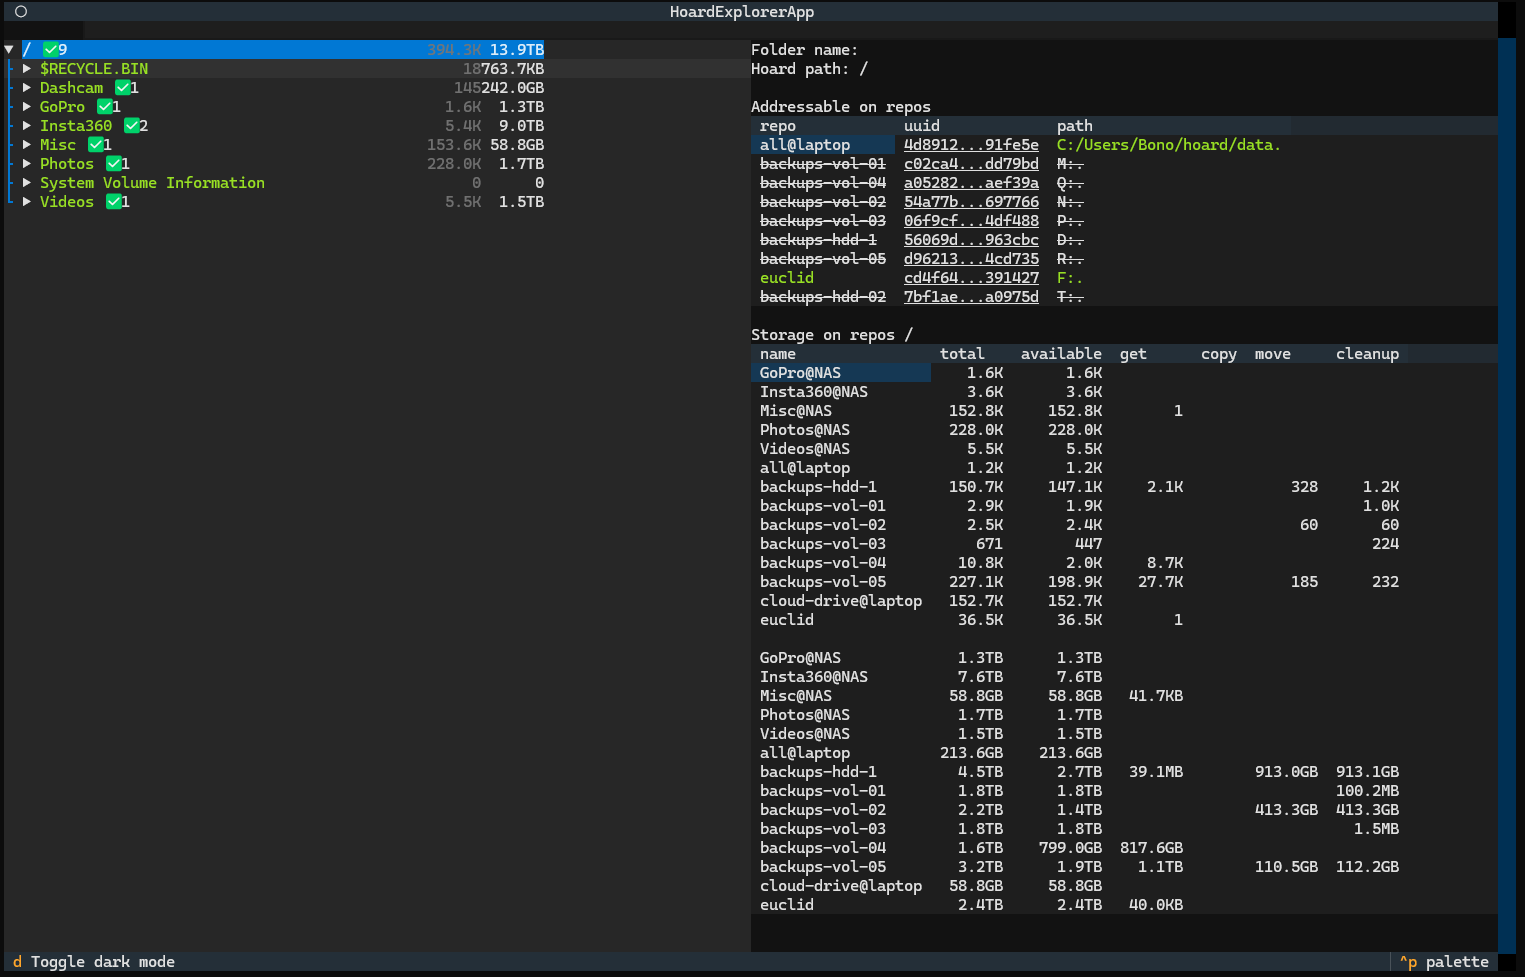 HoardExplorerApp
▼ / ✅9 394.3K 13.9TB
▶ $RECYCLE.BIN 18 763.7KB
▶ Dashcam ✅1 145 242.0GB
▶ GoPro ✅1 1.6K 1.3TB
▶ Insta360 ✅2 5.4K 9.0TB
▶ Misc ✅1 153.6K 58.8GB
▶ Photos ✅1 228.0K 1.7TB
▶ System Volume Information 0 0
▶ Videos ✅1 5.5K 1.5TB
Folder name:
Hoard path: /
Addressable on repos
repo uuid path
all@laptop 4d8912...91fe5e C:/Users/Bono/hoard/data.
backups-vol-01 c02ca4...dd79bd M:.
backups-vol-04 a05282...aef39a Q:.
backups-vol-02 54a77b...697766 N:.
backups-vol-03 06f9cf...4df488 P:.
backups-hdd-1 56069d...963cbc D:.
backups-vol-05 d96213...4cd735 R:.
euclid cd4f64...391427 F:.
backups-hdd-02 7bf1ae...a0975d T:.
Storage on repos /
name total available get copy move cleanup
GoPro@NAS 1.6K 1.6K
Insta360@NAS 3.6K 3.6K
Misc@NAS 152.8K 152.8K 1
Photos@NAS 228.0K 228.0K
Videos@NAS 5.5K 5.5K
all@laptop 1.2K 1.2K
backups-hdd-1 150.7K 147.1K 2.1K 328 1.2K
backups-vol-01 2.9K 1.9K 1.0K
backups-vol-02 2.5K 2.4K 60 60
backups-vol-03 671 447 224
backups-vol-04 10.8K 2.0K 8.7K
backups-vol-05 227.1K 198.9K 27.7K 185 232
cloud-drive@laptop 152.7K 152.7K
euclid 36.5K 36.5K 1
GoPro@NAS 1.3TB 1.3TB
Insta360@NAS 7.6TB 7.6TB
Misc@NAS 58.8GB 58.8GB 41.7KB
Photos@NAS 1.7TB 1.7TB
Videos@NAS 1.5TB 1.5TB
all@laptop 213.6GB 213.6GB
backups-hdd-1 4.5TB 2.7TB 39.1MB 913.0GB 913.1GB
backups-vol-01 1.8TB 1.8TB 100.2MB
backups-vol-02 2.2TB 1.4TB 413.3GB 413.3GB
backups-vol-03 1.8TB 1.8TB 1.5MB
backups-vol-04 1.6TB 799.0GB 817.6GB
backups-vol-05 3.2TB 1.9TB 1.1TB 110.5GB 112.2GB
cloud-drive@laptop 58.8GB 58.8GB
euclid 2.4TB 2.4TB 40.0KB
d Toggle dark mode ^p palette